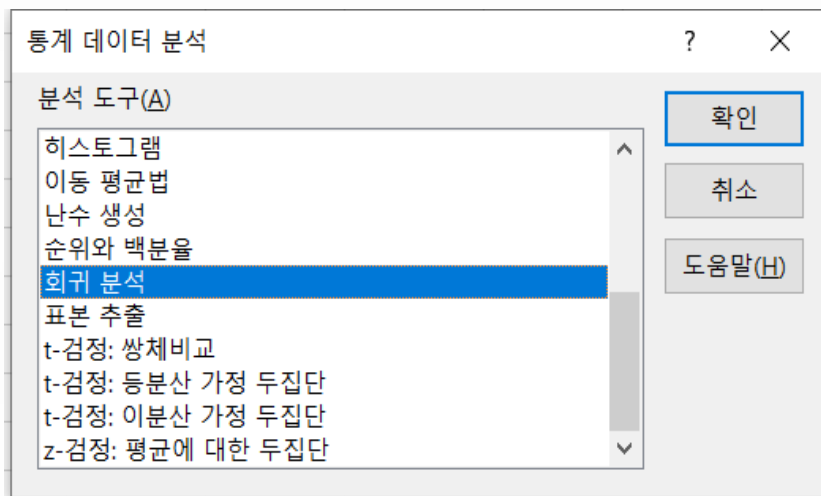 통계 데이터 분석
?
분석 도구(A)
확인
히스토그램
이동 평균법
취소
난수 생성
순위와 백분율
도움말(H)
회귀 분석
표본 추출
t-검정: 쌍체비교
t-검정: 등분산 가정 두집단
t-검정: 이분산 가정 두집단
z-검정: 평균에 대한 두집단